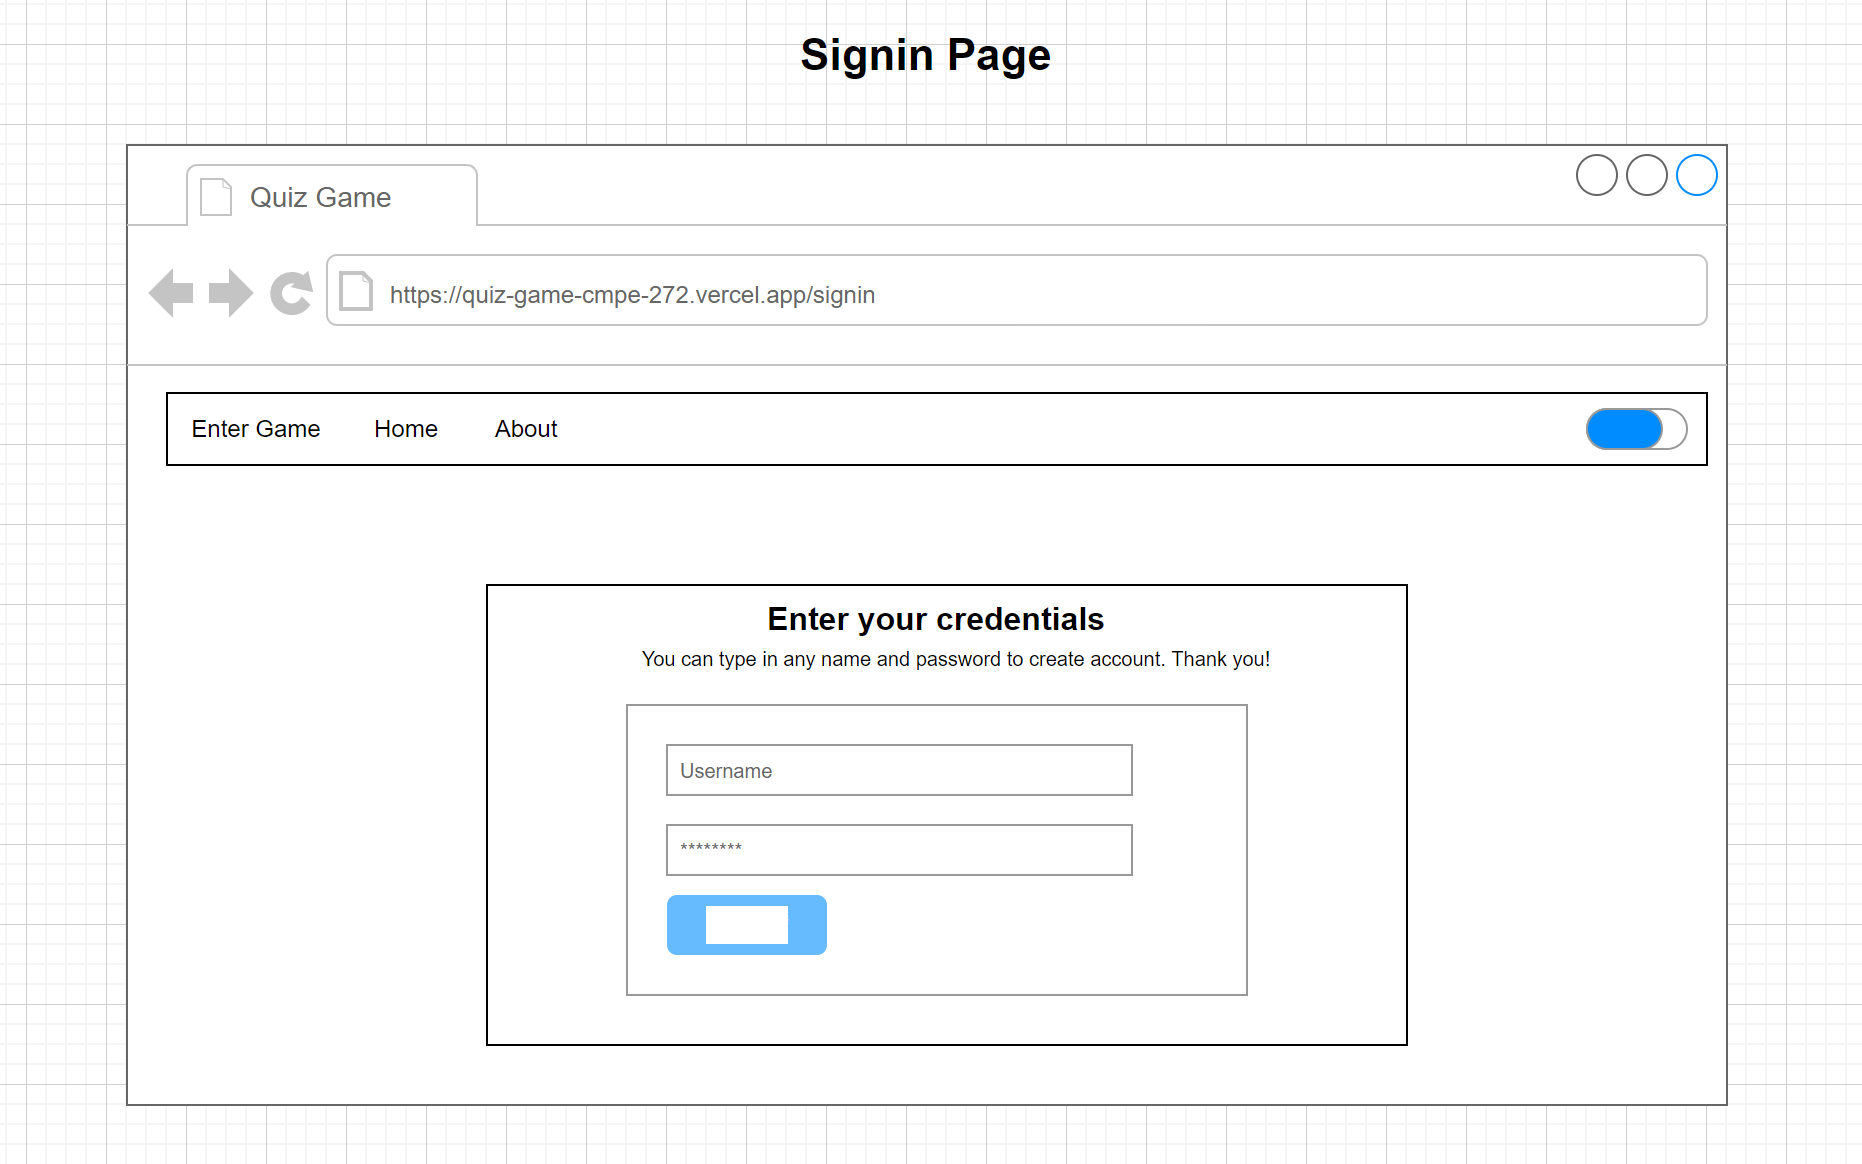 Signin Page
Quiz Game
https://quiz-game-cmpe-272.vercel.app/signin
Enter Game Home About
Enter your credentials
You can type in any name and password to create account. Thank you!
Username
********